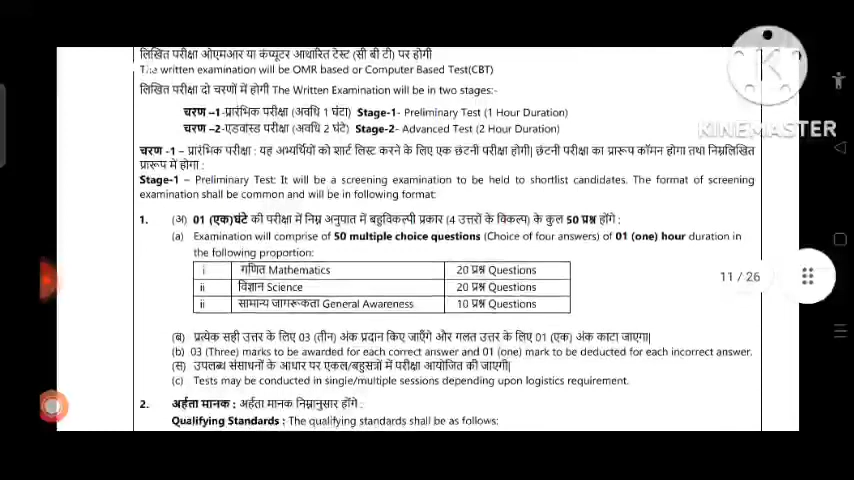 लिखित परीक्षा ओएमआर या कंप्यूटर आधारित टेस्ट (सी बी टी) पर होगी
The written examination will be OMR based or Computer Based Test(CBT)
लिखित परीक्षा दो चरणों में होगी The Written Examination will be in two stages:-
चरण –1-प्रारंभिक परीक्षा (अवधि 1 घंटा) Stage-1- Preliminary Test (1 Hour Duration)
चरण –2-एडवांस्ड परीक्षा (अवधि 2 घंटे) Stage-2- Advanced Test (2 Hour Duration)
KINEMASTER
चरण -1 – प्रारंभिक परीक्षा : यह अभ्यर्थियों को शार्ट लिस्ट करने के लिए एक छंटनी परीक्षा होगी| छंटनी परीक्षा का प्रारूप कॉमन होगा तथा निम्नलिखित
प्रारूप में होगा :
Stage-1 – Preliminary Test: It will be a screening examination to be held to shortlist candidates. The format of screening
examination shall be common and will be in following format:
1. (अ) 01 (एक)घंटे की परीक्षा में निम्न अनुपात में बहुविकल्पी प्रकार (4 उत्तरों के विकल्प) के कुल 50 प्रश्न होंगे :
(a) Examination will comprise of 50 multiple choice questions (Choice of four answers) of 01 (one) hour duration in
the following proportion:
i गणित Mathematics 20 प्रश्न Questions
ii विज्ञान Science 20 प्रश्न Questions
ii सामान्य जागरूकता General Awareness 10 प्रश्न Questions
11 / 26
(ब) प्रत्येक सही उत्तर के लिए 03 (तीन) अंक प्रदान किए जाएँगे और गलत उत्तर के लिए 01 (एक) अंक काटा जाएगा|
(b) 03 (Three) marks to be awarded for each correct answer and 01 (one) mark to be deducted for each incorrect answer.
(स) उपलब्ध संसाधनों के आधार पर एकल/बहुसत्रों में परीक्षा आयोजित की जाएगी|
(c) Tests may be conducted in single/multiple sessions depending upon logistics requirement.
2. अर्हता मानक : अर्हता मानक निम्नानुसार होंगे :
Qualifying Standards : The qualifying standards shall be as follows: